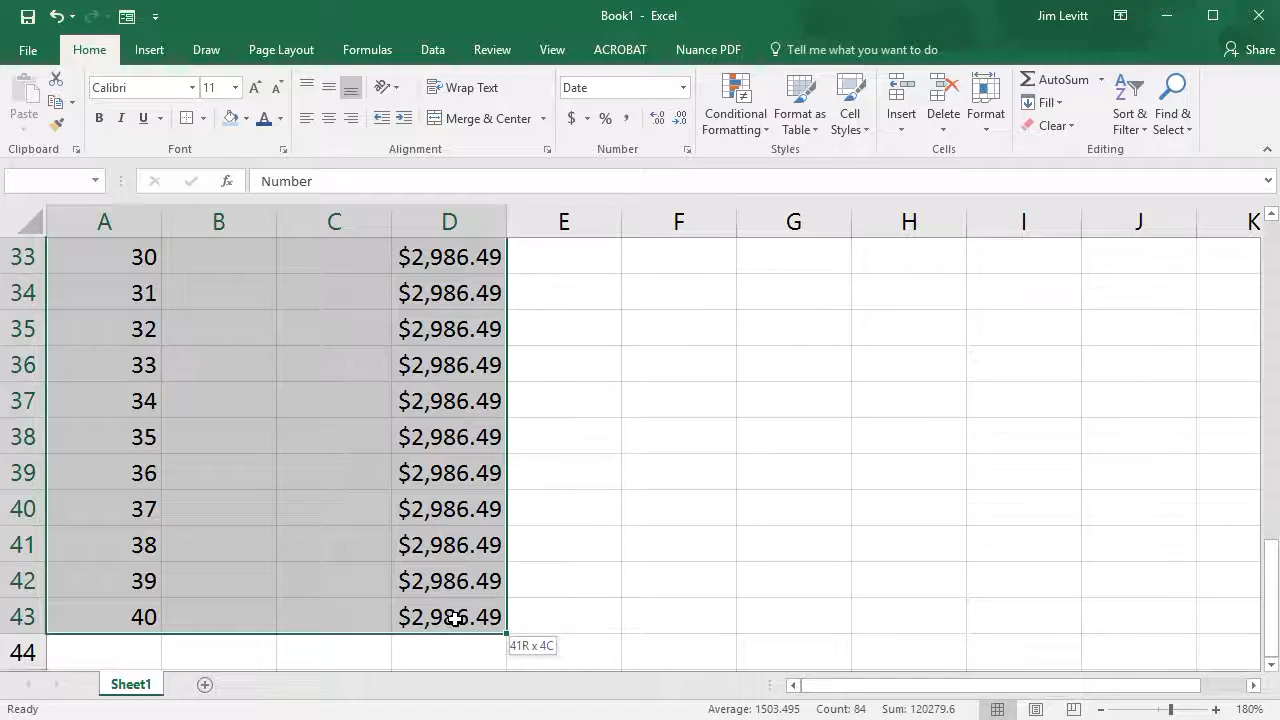 Book1 - Excel
Jim Levitt
File Home Insert Draw Page Layout Formulas Data Review View ACROBAT Nuance PDF Tell me what you want to do Share
Paste
Calibri 11
B I U A
Wrap Text
Merge & Center
Date
$ % ,
Conditional Formatting
Format as Table
Cell Styles
Insert Delete Format
AutoSum
Fill
Clear
Sort & Filter
Find & Select
Clipboard Font Alignment Number Styles Cells Editing
fx Number
A B C D E F G H I J K
33 30 $2,986.49
34 31 $2,986.49
35 32 $2,986.49
36 33 $2,986.49
37 34 $2,986.49
38 35 $2,986.49
39 36 $2,986.49
40 37 $2,986.49
41 38 $2,986.49
42 39 $2,986.49
43 40 $2,986.49
44
41R x 4C
Sheet1
Ready Average: 1503.495 Count: 84 Sum: 120279.6 180%